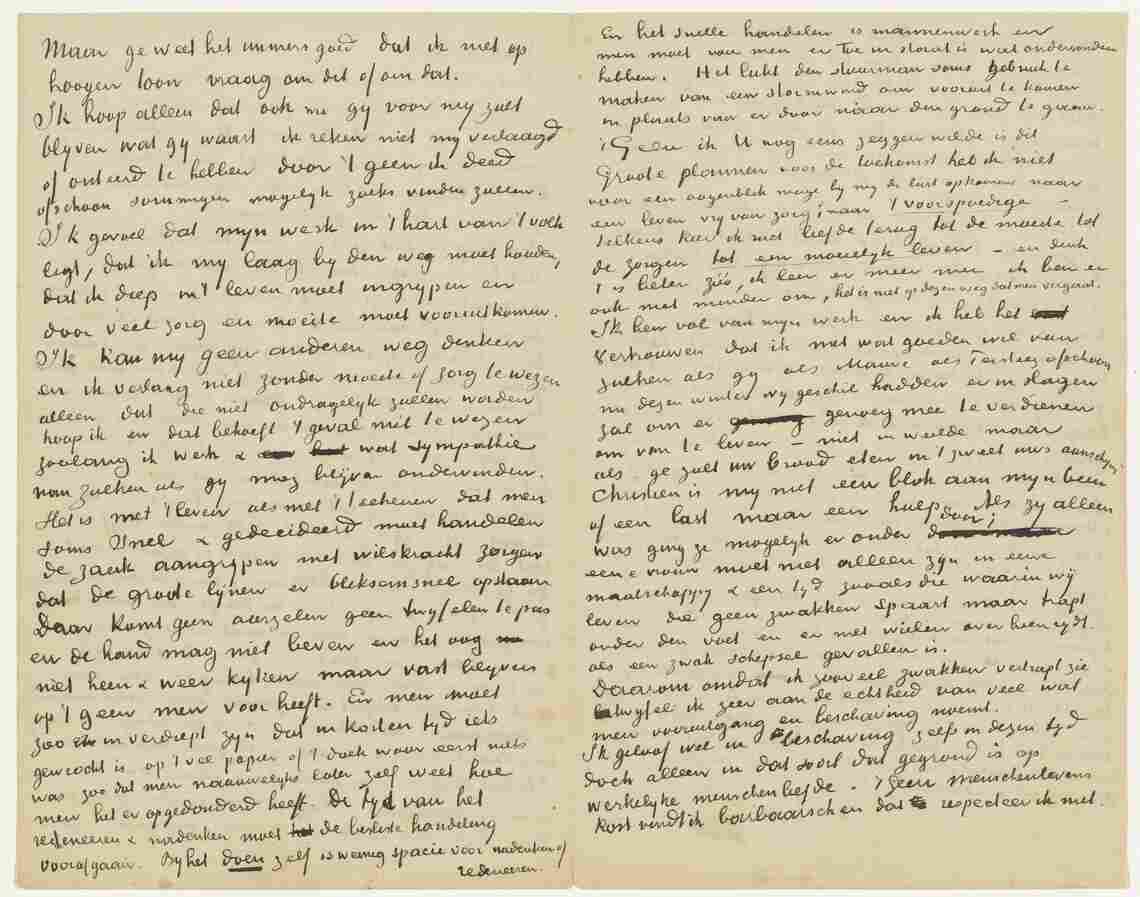 Maar ge weet het immers goed dat ik niet op
hoogen toon vraag om dit of om dat.
Ik hoop alleen dat ook nu gy voor my zult
blyven wat gy waart ik reken niet my verlaagd
of onteerd te hebben door 't geen ik deed
ofschoon sommigen mogelyk zoiets vinden zullen.
Ik gevoel dat myn werk in 't hart van 't volk
ligt, dat ik my laag by den weg moet houden,
dat ik diep in 't leven moet ingrypen en
door veel zorg en moeite moet vooruitkomen.
Ik kan my geen anderen weg denken
en ik verlang niet zonder moeite of zorg te wezen
alleen dat die niet ondragelyk zullen worden
hoop ik en dat behoeft 't geval niet te wezen
zoolang ik werk & wat sympathie
van zulken als gy mag blyven ondervinden.
Het is met 't leven als met 't teekenen dat men
soms snel & gedecideerd moet handelen
de zaak aangrypen met wilskracht zorgen
dat de groote lynen er bliksemsnel opstaan
Daar komt geen aarzelen geen twyfelen te pas
en de hand mag niet beven en het oog
niet heen & weer kyken maar vast blyven
op 't geen men voor heeft. En men moet
zoo er in verdiept zyn dat in korten tyd iets
gewrocht is op 't vel papier of 't doek waar eerst niets
was zoo dat men naauwelyks later zelf weet hoe
men het er opgedonderd heeft. De tyd van het
redeneeren & nadenken moet de besliste handeling
voorafgaan. By het doen zelf is weinig spacie voor nadenken of
redeneeren.
En het snelle handelen is mannenwerk en
men moet voor men er toe in staat is wat ondervonden
hebben. Het lukt den stuurman soms gebruik te
maken van een stormwind om vooruit te komen
in plaats van er door naar den grond te gaan.
't Geen ik U nog eens zeggen wilde is dit
Groote plannen voor de toekomst heb ik niet
voor een oogenblik moge by my de lust opkomen naar
een leven vry van zorg, naar 't voorspoedige –
telkens keer ik met liefde terug tot de moeite tot
de zorgen tot een moeielyk leven – en denk
't is beter zóó, ik leer er meer mee ik ben er
ook niet minder om, het is niet op dezen weg dat men vergaat.
Ik ben vol van myn werk en ik heb het
vertrouwen dat ik met wat goeden wil van
zulken als gy als Mauve als Tersteeg ofschoon
nu dezen winter wy geschil hadden er in slagen
zal om er genoeg mee te verdienen
om van te leven – niet in weelde maar
als ge zult uw brood eten in 't zweet uws aanschyns.
Christien is my niet een blok aan myn been
of een last maar een hulp. Als zy alleen
was ging ze mogelyk er onder door;
eene vrouw moet niet alleen zyn in eene
maatschappy & een tyd zooals die waarin wy
leven die geen zwakken spaart maar trapt
onder den voet en er met wielen over heen rydt
als een zwak schepsel gevallen is.
Daarom omdat ik zooveel zwakken vertrapt zie
betwyfel ik zeer aan de echtheid van veel wat
men vooruitgang en beschaving noemt.
Ik geloof wel in beschaving zelfs in dezen tyd
doch alleen in dat soort dat gegrond is op
werkelyke menschenliefde. 't Geen menschenlevens
kost vind ik barbaarsch en dat respecteer ik niet.